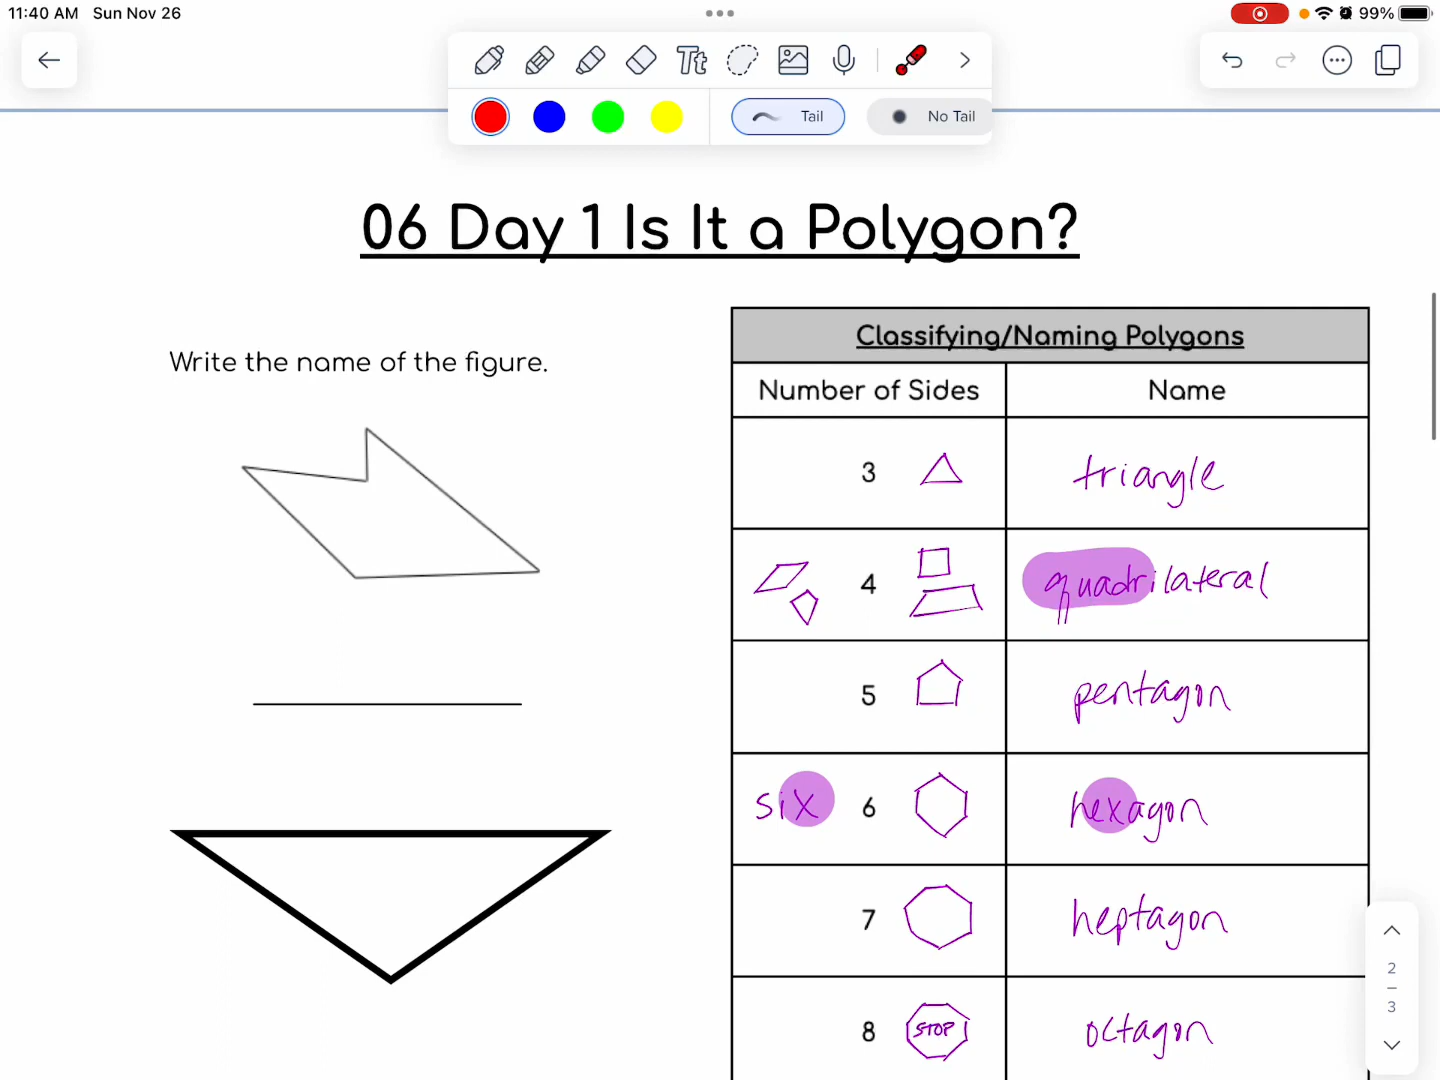 11:40 AM Sun Nov 26
99%
Tt
Tail
No Tail
06 Day 1 Is It a Polygon?
Write the name of the figure.
Classifying/Naming Polygons
Number of Sides
Name
3
triangle
4
quadrilateral
5
pentagon
six 6
hexagon
7
heptagon
8
STOP
octagon
2
3